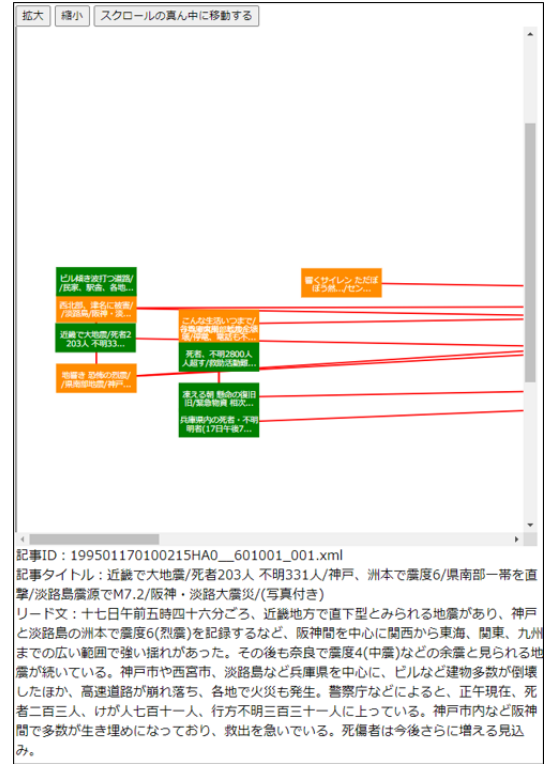 拡大 縮小 スクロールの真ん中に移動する
ビル傾き波打つ道路/
/民家、駅舎、各地...
西北部、津名に被害/
/淡路島/阪神・淡...
近畿で大地震/死者2
203人 不明33...
地響き 恐怖の烈震/
/県南部地震/神戸...
こんな生活いつまで/
壊/停電、電話も不...
死者、不明2800人
人超す/救助活動難...
凍える朝 懸命の復旧
旧/緊急物資 相次...
兵庫県内の死者・不明
明者(17日午後7...
響くサイレン ただぼ
ぼう然.../セン...
記事ID:199501170100215HA0__601001_001.xml
記事タイトル:近畿で大地震/死者203人 不明331人/神戸、洲本で震度6/県南部一帯を直
撃/淡路島震源でM7.2/阪神・淡路大震災/(写真付き)
リード文:十七日午前五時四十六分ごろ、近畿地方で直下型とみられる地震があり、神戸
と淡路島の洲本で震度6(烈震)を記録するなど、阪神間を中心に関西から東海、関東、九州
までの広い範囲で強い揺れがあった。その後も奈良で震度4(中震)などの余震と見られる地
震が続いている。神戸市や西宮市、淡路島など兵庫県を中心に、ビルなど建物多数が倒壊
したほか、高速道路が崩れ落ち、各地で火災も発生。警察庁などによると、正午現在、死
者二百三人、けが人七百十一人、行方不明三百三十一人に上っている。神戸市内など阪神
間で多数が生き埋めになっており、救出を急いでいる。死傷者は今後さらに増える見込
み。